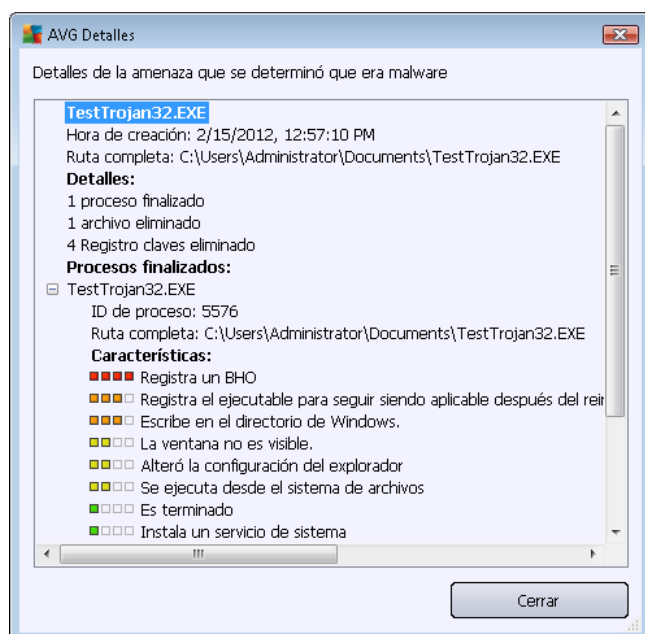 AVG Detalles
Detalles de la amenaza que se determinó que era malware
TestTrojan32.EXE
Hora de creación: 2/15/2012, 12:57:10 PM
Ruta completa: C:\Users\Administrator\Documents\TestTrojan32.EXE
Detalles:
1 proceso finalizado
1 archivo eliminado
4 Registro claves eliminado
Procesos finalizados:
TestTrojan32.EXE
ID de proceso: 5576
Ruta completa: C:\Users\Administrator\Documents\TestTrojan32.EXE
Características:
Registra un BHO
Registra el ejecutable para seguir siendo aplicable después del rei
Escribe en el directorio de Windows.
La ventana no es visible.
Alteró la configuración del explorador
Se ejecuta desde el sistema de archivos
Es terminado
Instala un servicio de sistema
Cerrar